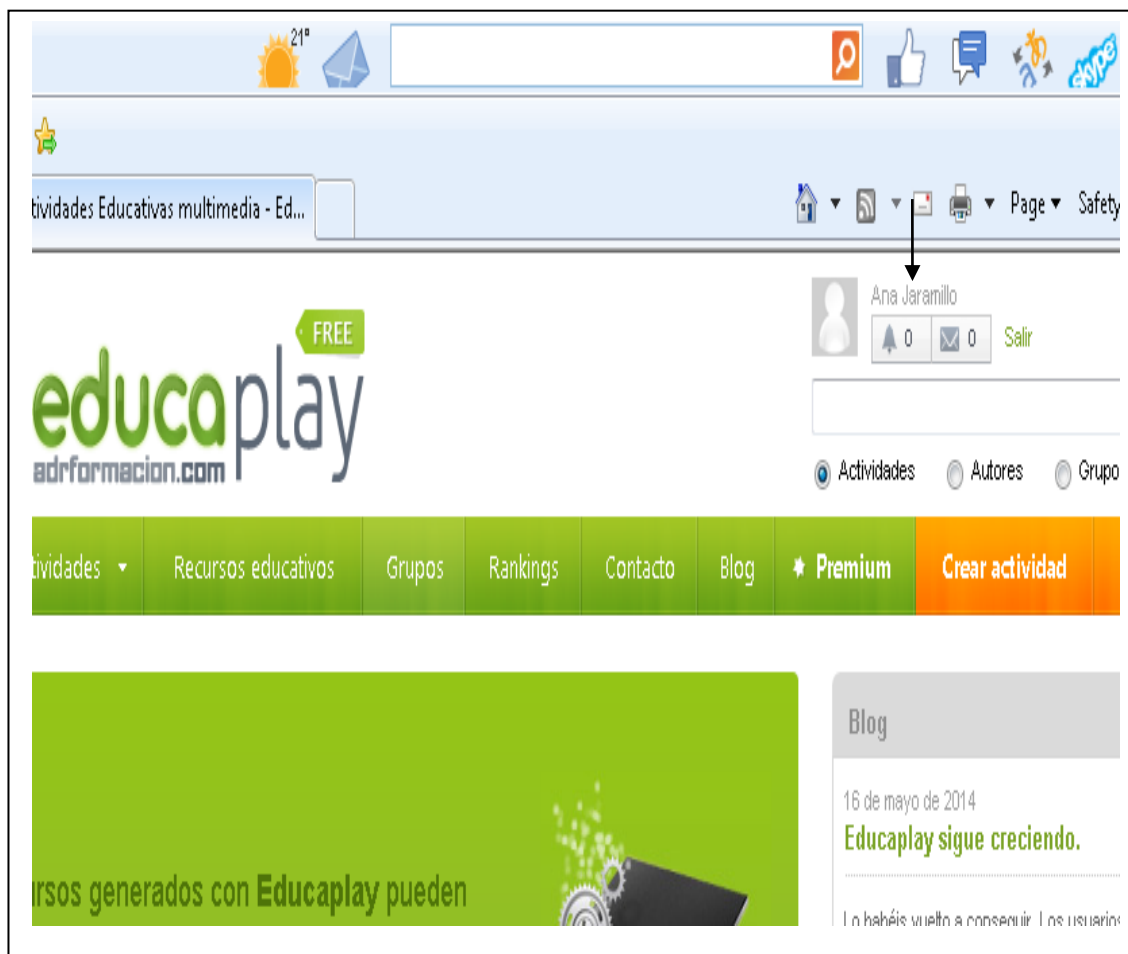 21°
skype
tividades Educativas multimedia - Ed...
Page
Safety
Ana Jaramillo
0
0
Salir
FREE
educaplay
adrformacion.com
Actividades
Autores
Grupo
tividades
Recursos educativos
Grupos
Rankings
Contacto
Blog
Premium
Crear actividad
Blog
16 de mayo de 2014
Educaplay sigue creciendo.
ursos generados con Educaplay pueden
Lo habéis vuelto a conseguir. Los usuarios